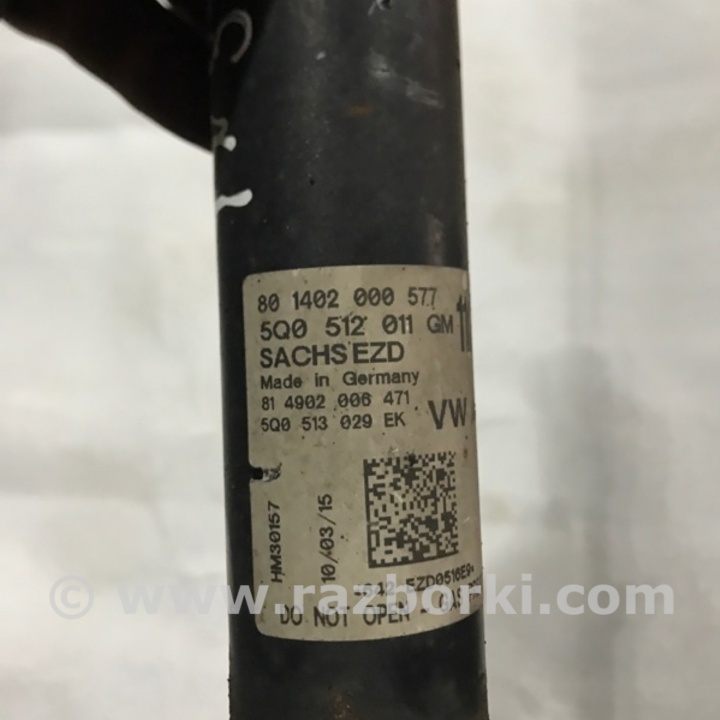 80 1402 000 577
5Q0 512 011 GM
SACHS EZD
Made in Germany
81 4902 006 471
5Q0 513 029 EK
VW
HM30157
10/03/15
DO NOT OPEN - GAS
© www.razborki.com